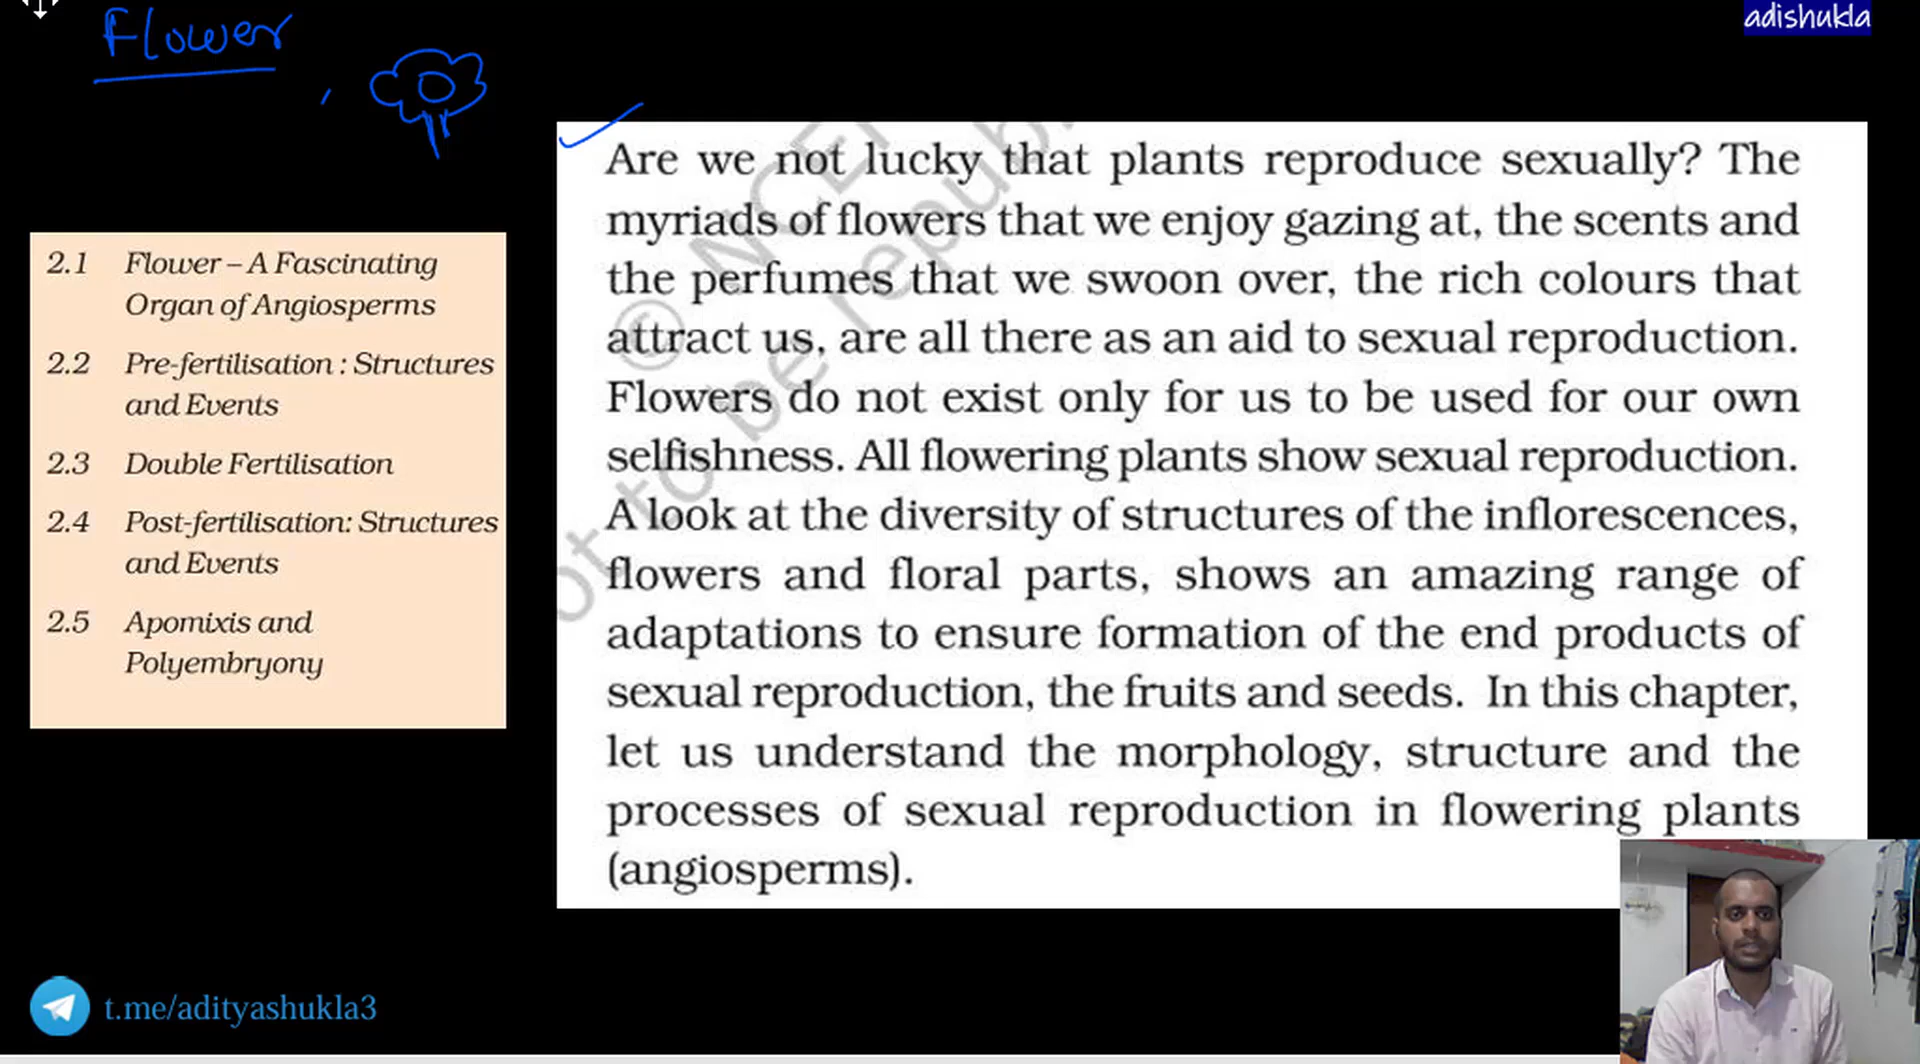 Flower
adishukla
2.1 Flower – A Fascinating
Organ of Angiosperms
2.2 Pre-fertilisation : Structures
and Events
2.3 Double Fertilisation
2.4 Post-fertilisation: Structures
and Events
2.5 Apomixis and
Polyembryony
Are we not lucky that plants reproduce sexually? The
myriads of flowers that we enjoy gazing at, the scents and
the perfumes that we swoon over, the rich colours that
attract us, are all there as an aid to sexual reproduction.
Flowers do not exist only for us to be used for our own
selfishness. All flowering plants show sexual reproduction.
A look at the diversity of structures of the inflorescences,
flowers and floral parts, shows an amazing range of
adaptations to ensure formation of the end products of
sexual reproduction, the fruits and seeds. In this chapter,
let us understand the morphology, structure and the
processes of sexual reproduction in flowering plants
(angiosperms).
t.me/adityashukla3